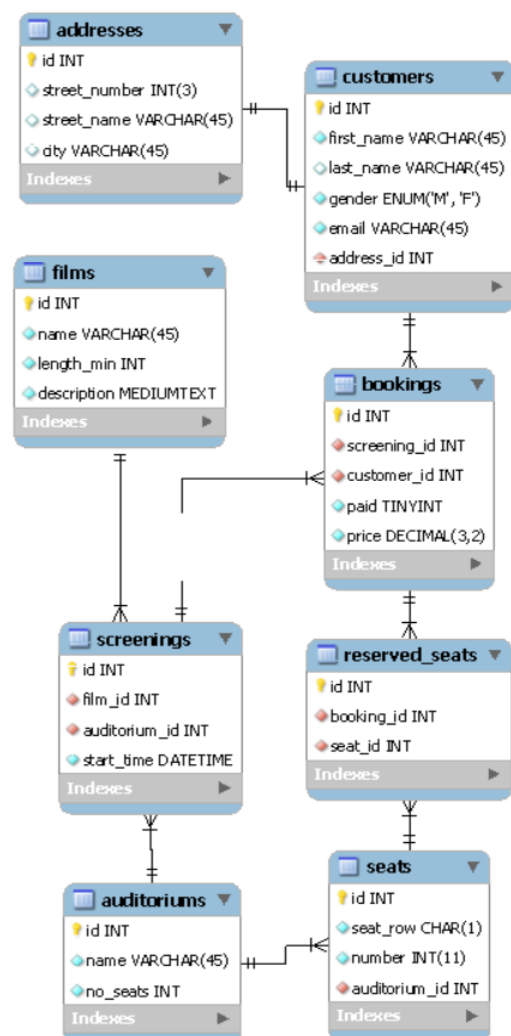 addresses
id INT
street_number INT(3)
street_name VARCHAR(45)
city VARCHAR(45)
Indexes
customers
id INT
first_name VARCHAR(45)
last_name VARCHAR(45)
gender ENUM('M', 'F')
email VARCHAR(45)
address_id INT
Indexes
films
id INT
name VARCHAR(45)
length_min INT
description MEDIUMTEXT
Indexes
bookings
id INT
screening_id INT
customer_id INT
paid TINYINT
price DECIMAL(3,2)
Indexes
screenings
id INT
film_id INT
auditorium_id INT
start_time DATETIME
Indexes
reserved_seats
id INT
booking_id INT
seat_id INT
Indexes
auditoriums
id INT
name VARCHAR(45)
no_seats INT
Indexes
seats
id INT
seat_row CHAR(1)
number INT(11)
auditorium_id INT
Indexes